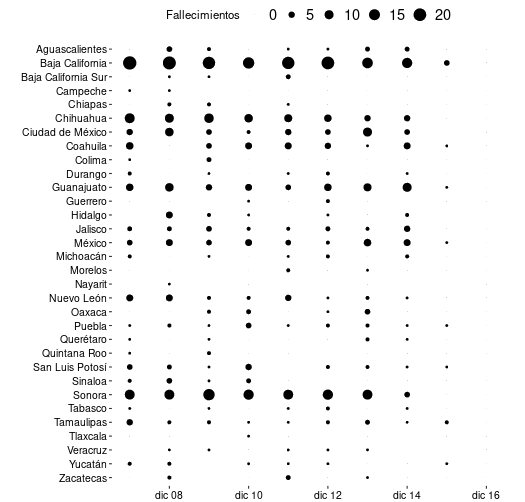 Fallecimientos 0 5 10 15 20
Aguascalientes
Baja California
Baja California Sur
Campeche
Chiapas
Chihuahua
Ciudad de México
Coahuila
Colima
Durango
Guanajuato
Guerrero
Hidalgo
Jalisco
México
Michoacán
Morelos
Nayarit
Nuevo León
Oaxaca
Puebla
Querétaro
Quintana Roo
San Luis Potosí
Sinaloa
Sonora
Tabasco
Tamaulipas
Tlaxcala
Veracruz
Yucatán
Zacatecas
dic 08 dic 10 dic 12 dic 14 dic 16